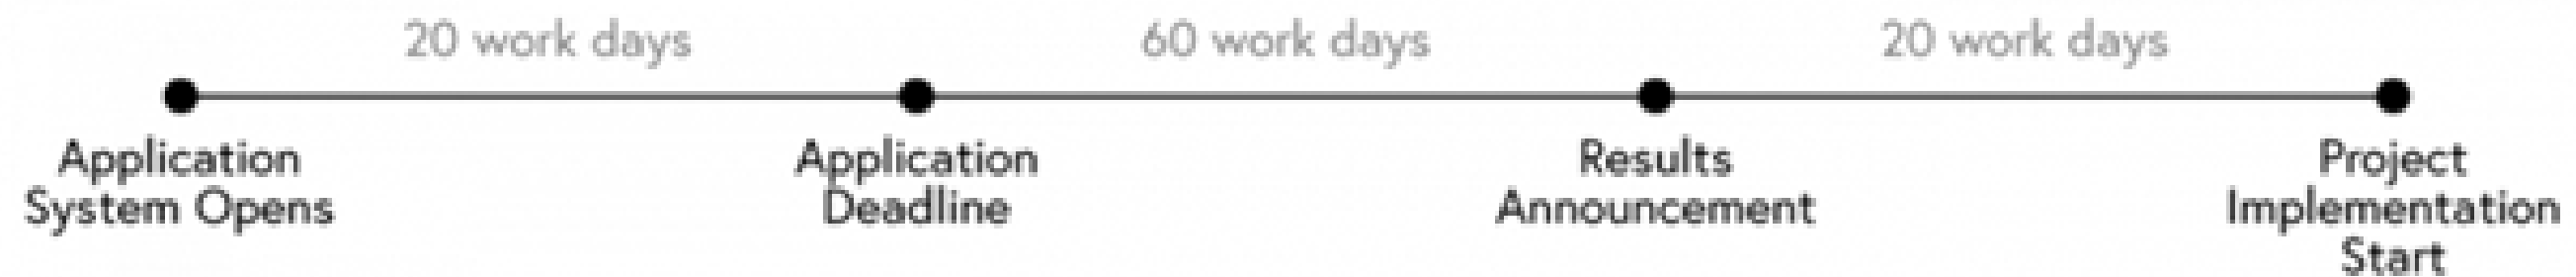 20 work days
60 work days
20 work days
Application
System Opens
Application
Deadline
Results
Announcement
Project
Implementation
Start